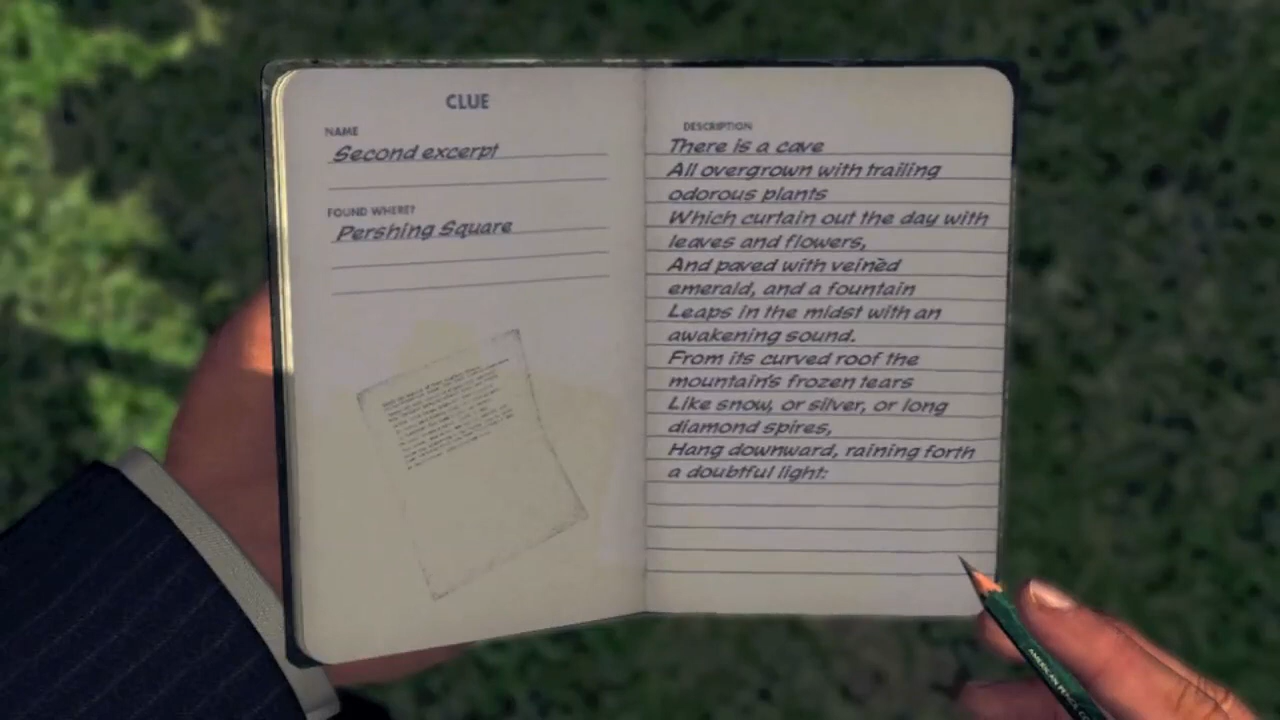 CLUE
NAME
Second excerpt
FOUND WHERE?
Pershing Square
DESCRIPTION
There is a cave
All overgrown with trailing
odorous plants
Which curtain out the day with
leaves and flowers,
And paved with veinèd
emerald, and a fountain
Leaps in the midst with an
awakening sound.
From its curved roof the
mountain's frozen tears
Like snow, or silver, or long
diamond spires,
Hang downward, raining forth
a doubtful light:
AMERICAN